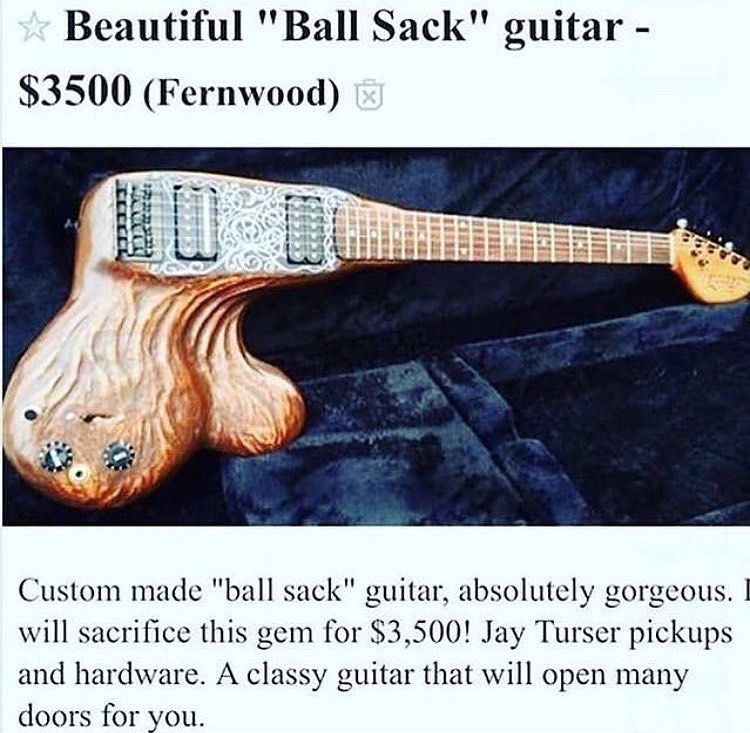 Beautiful "Ball Sack" guitar -
$3500 (Fernwood)
Custom made "ball sack" guitar, absolutely gorgeous. I
will sacrifice this gem for $3,500! Jay Turser pickups
and hardware. A classy guitar that will open many
doors for you.